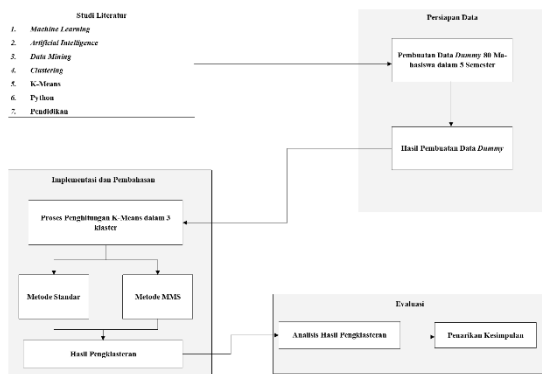 Studi Literatur
1. Machine Learning
2. Artificial Intelligence
3. Data Mining
4. Clustering
5. K-Means
6. Python
7. Pendidikan
Persiapan Data
Pembuatan Data Dummy 80 Ma-
hasiswa dalam 5 Semester
Hasil Pembuatan Data Dummy
Implementasi dan Pembahasan
Proses Penghitungan K-Means dalam 3
klaster
Metode Standar
Metode MMS
Hasil Pengklasteran
Evaluasi
Analisis Hasil Pengklasteran
Penarikan Kesimpulan